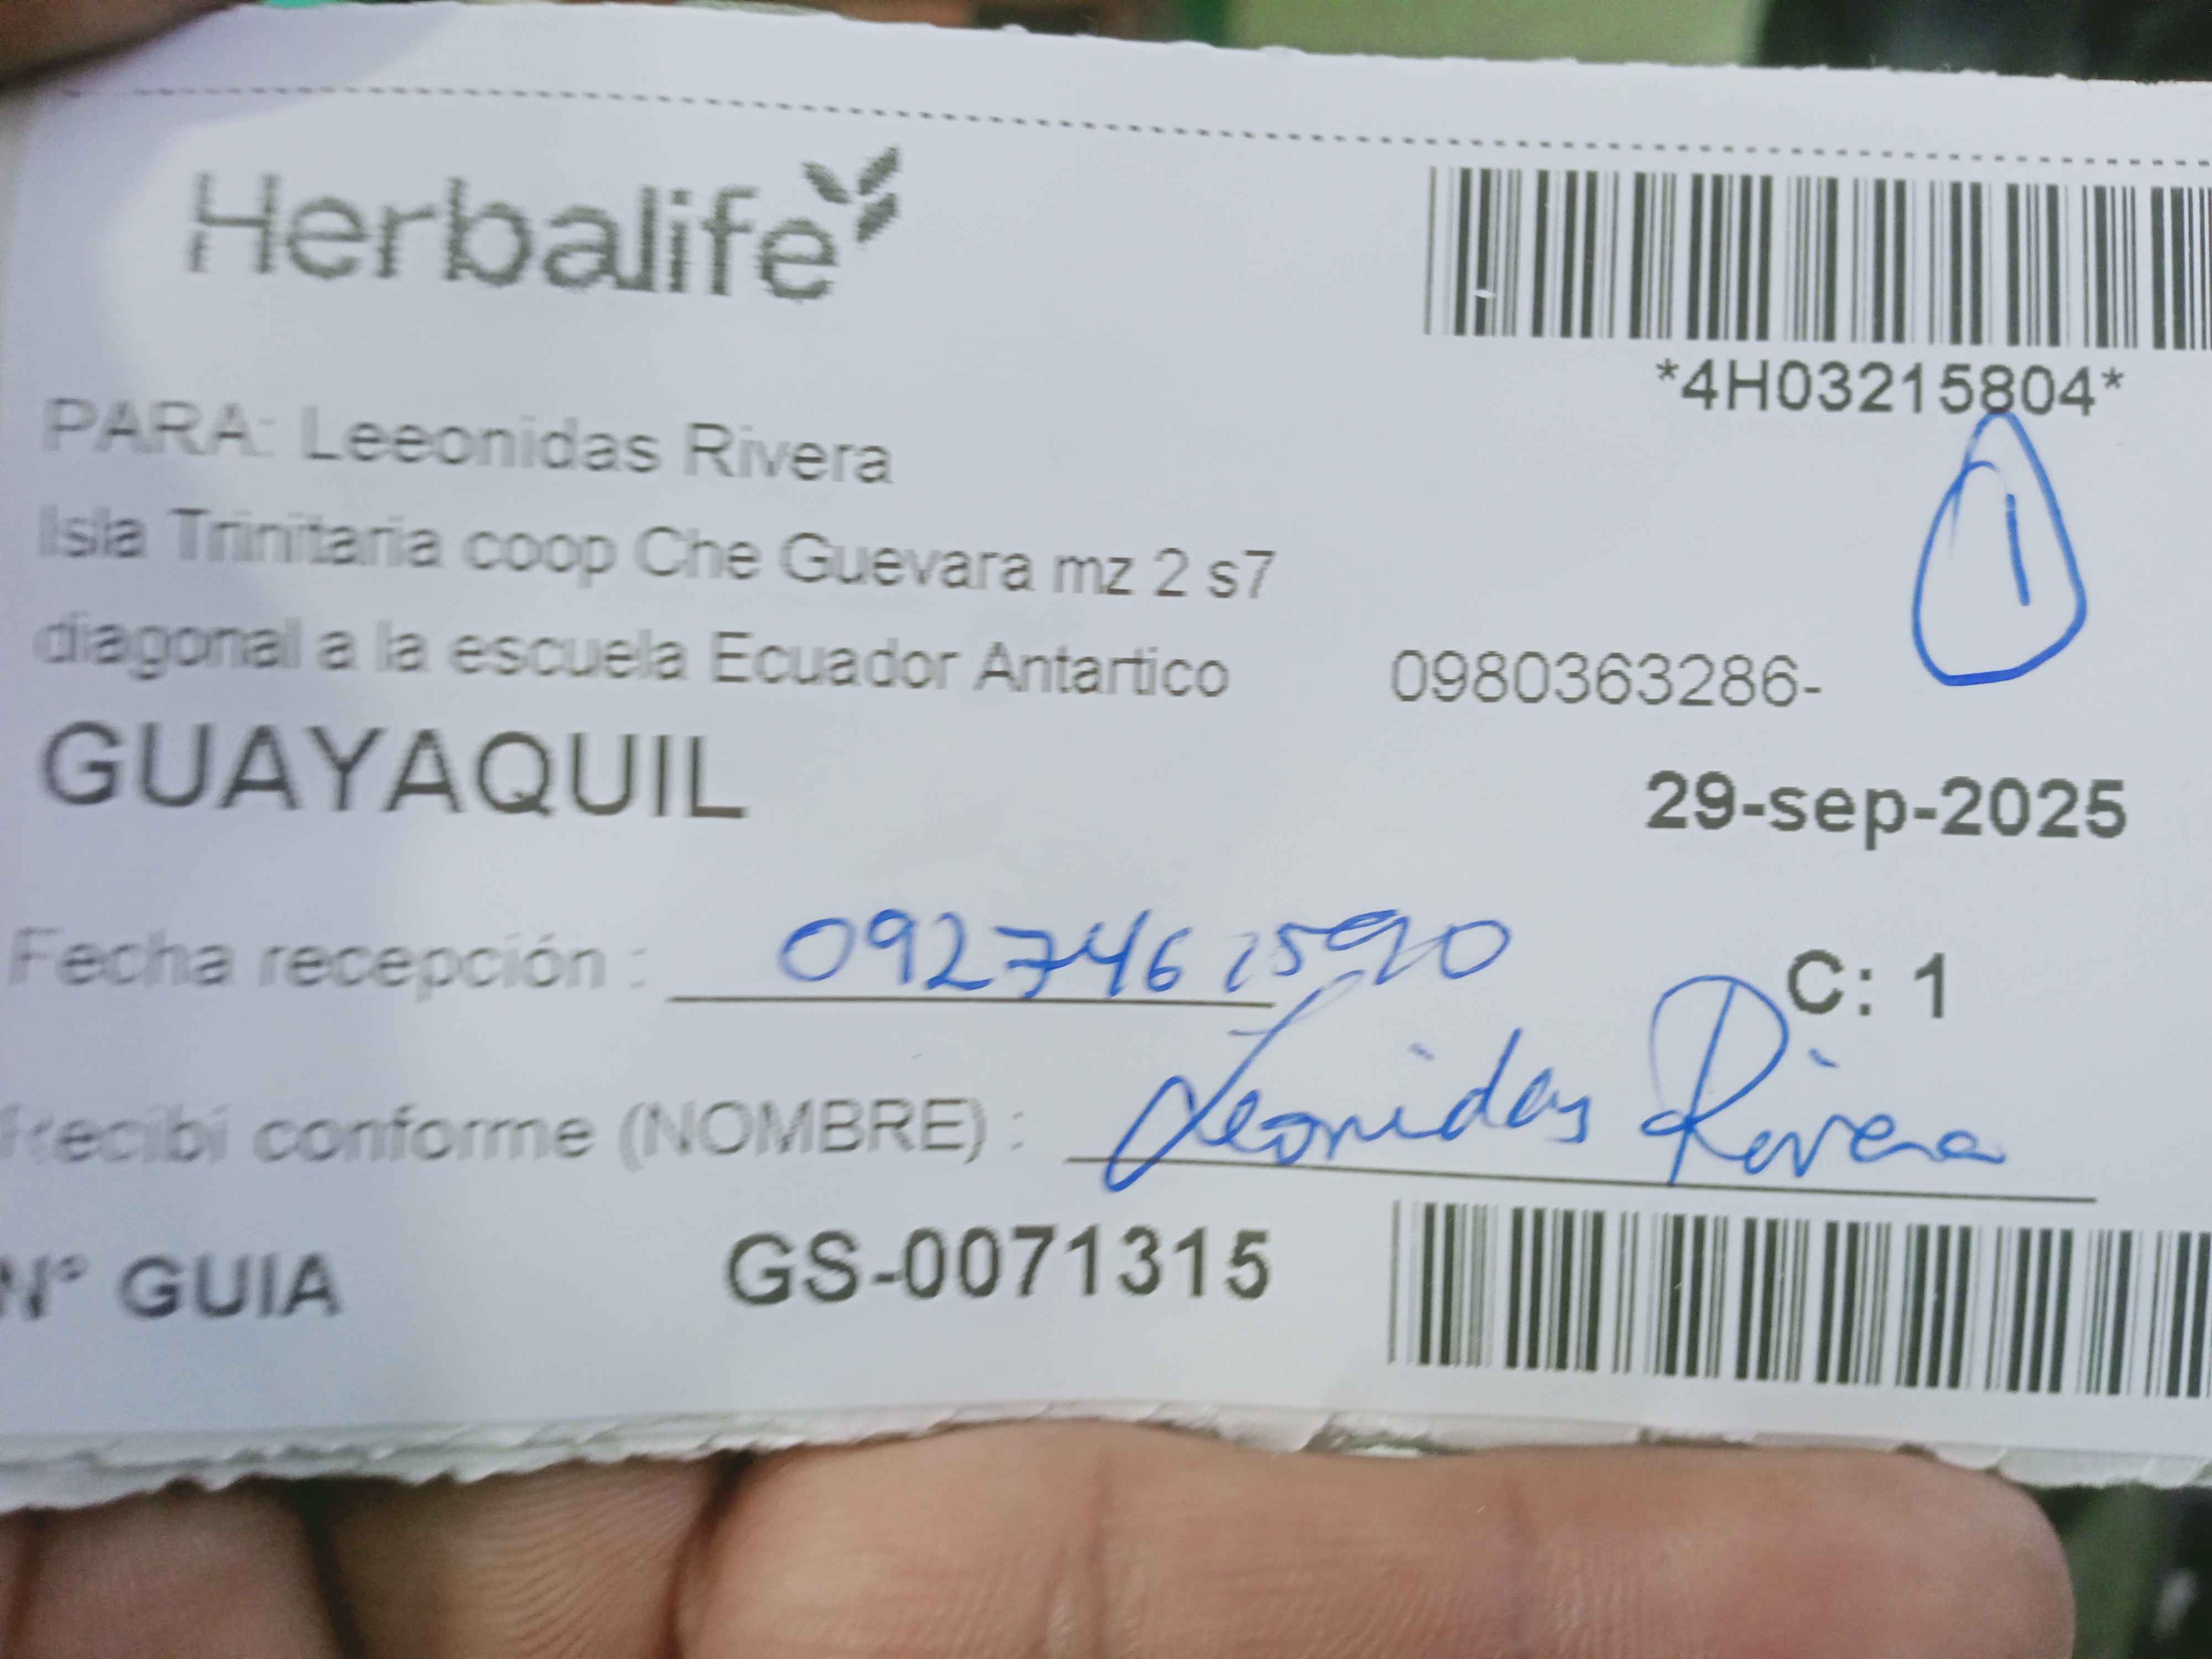 Herbalife
*4H03215804*
PARA: Leeonidas Rivera
1
Isla Trinitaria coop Che Guevara mz 2 s7
diagonal a la escuela Ecuador Antartico 0980363286-
GUAYAQUIL 29-sep-2025
Fecha recepción : C: 1
Recibí conforme (NOMBRE) : Leonidas Rivera
N° GUIA GS-0071315